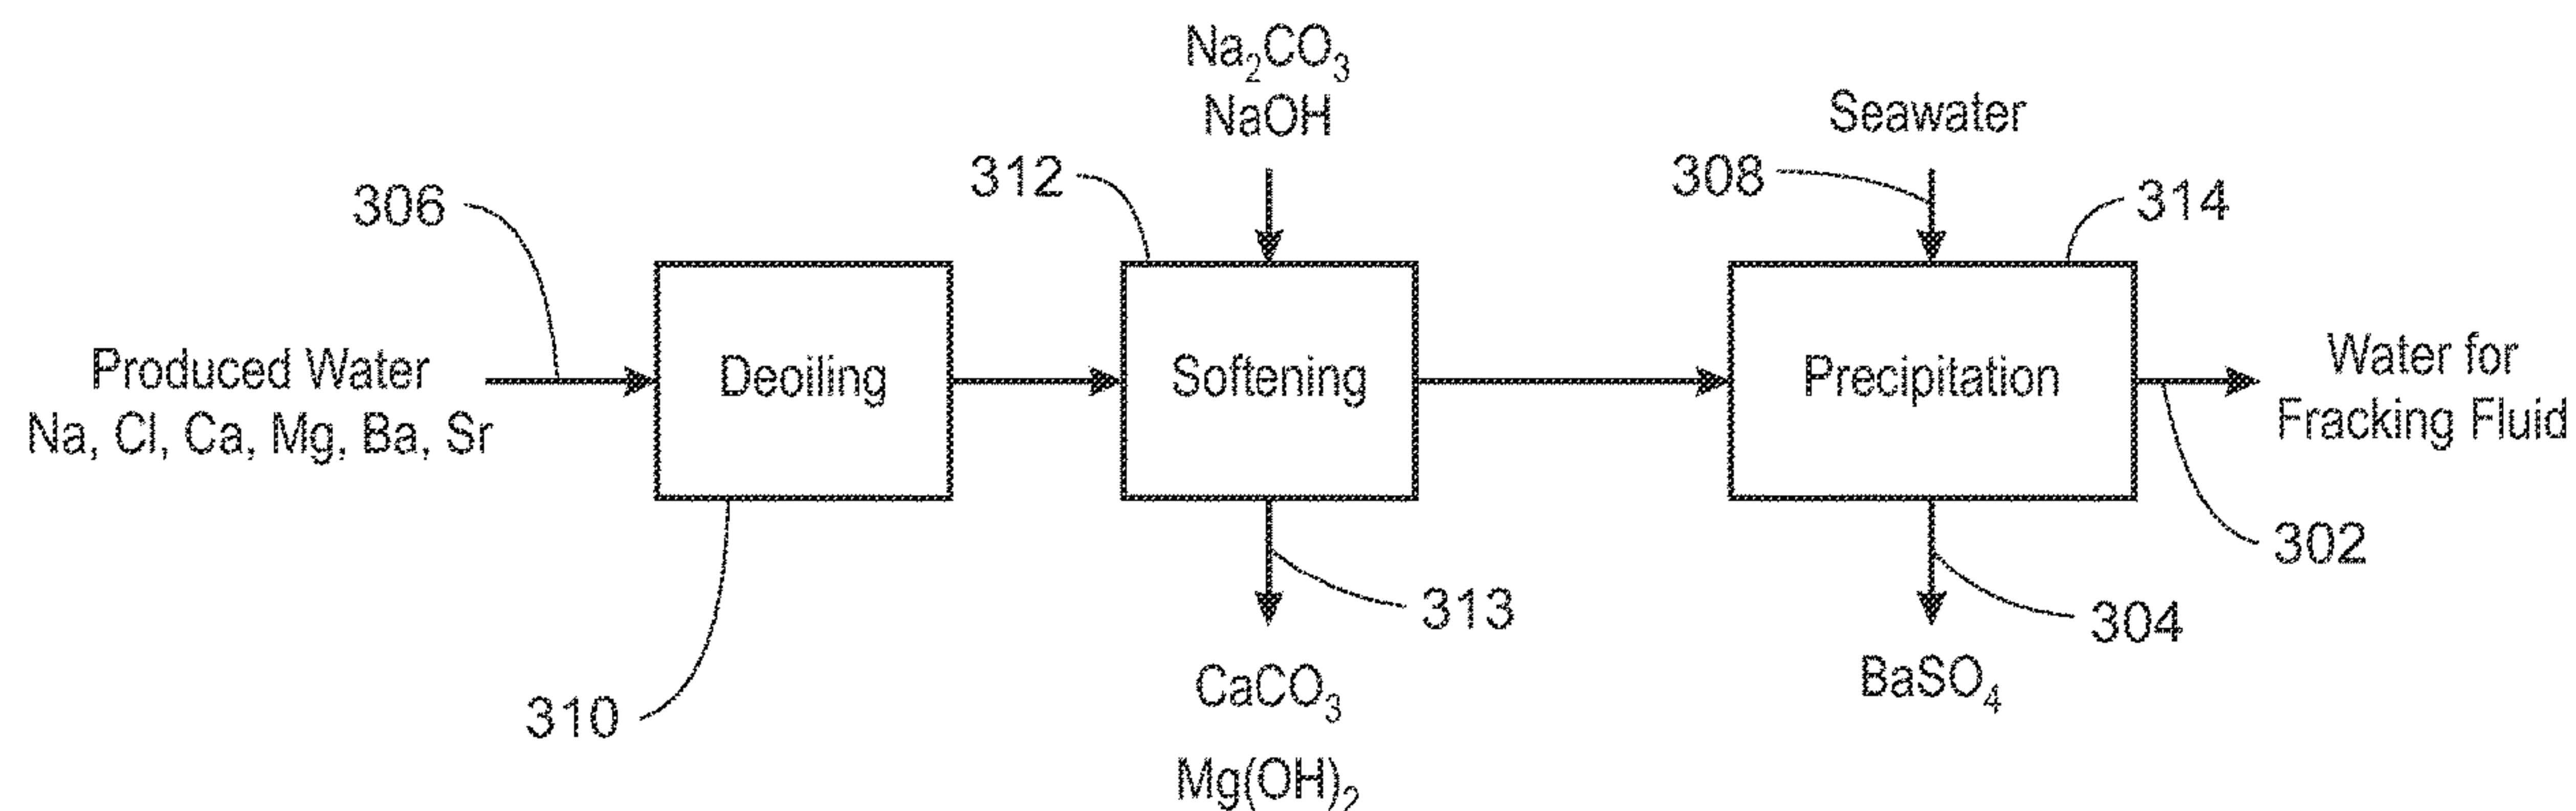 Na₂CO₃
NaOH
Seawater
306
312
308
314
Produced Water
Na, Cl, Ca, Mg, Ba, Sr
Deoiling
Softening
Precipitation
Water for
Fracking Fluid
302
310
313
304
CaCO₃
Mg(OH)₂
BaSO₄